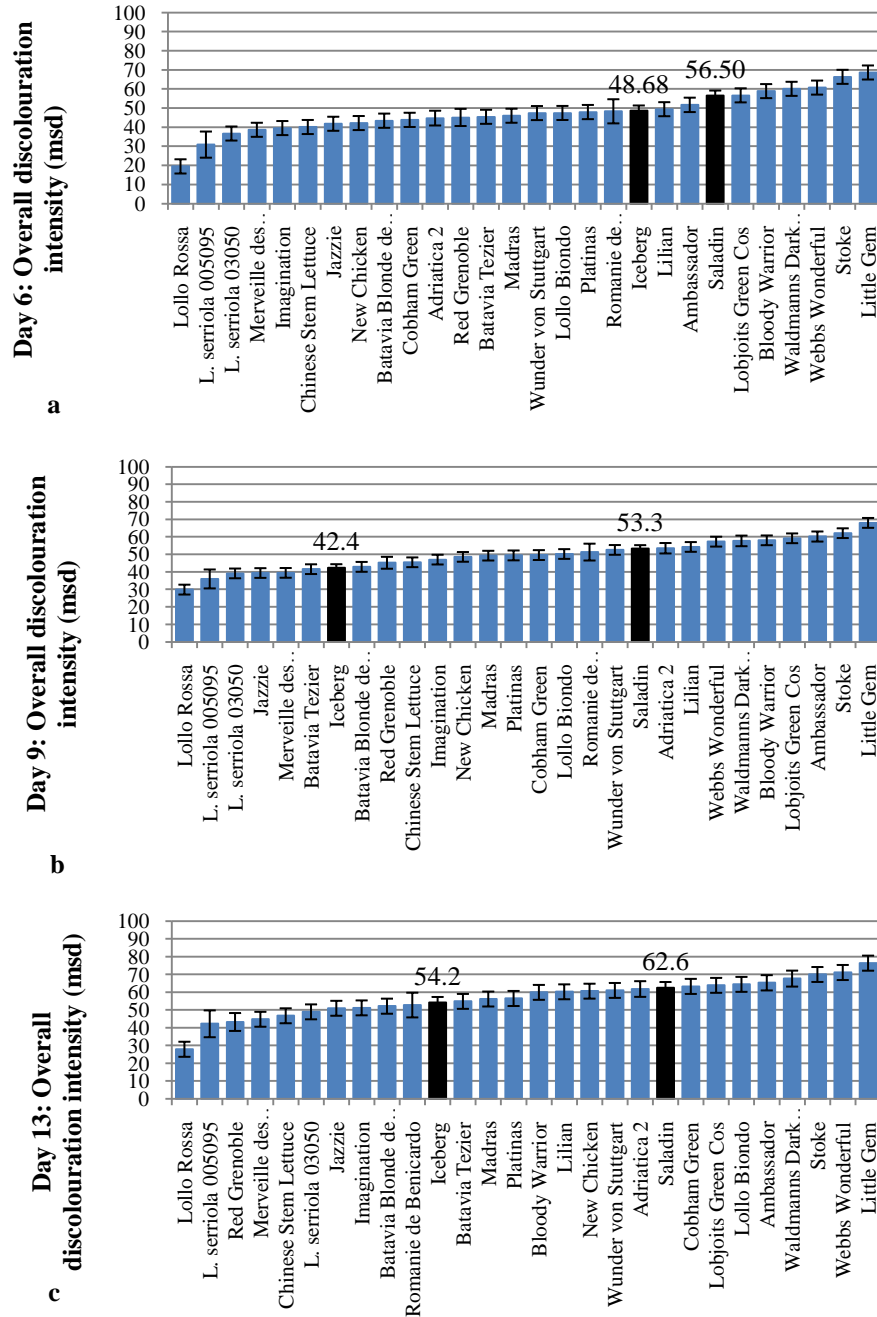 Day 6: Overall discolouration
intensity (msd)
100
90
80
70
60
50
40
30
20
10
0
48.68
56.50
Lollo Rossa
L. serriola 005095
L. serriola 03050
Merveille des…
Imagination
Chinese Stem Lettuce
Jazzie
New Chicken
Batavia Blonde de…
Cobham Green
Adriatica 2
Red Grenoble
Batavia Tezier
Madras
Wunder von Stuttgart
Lollo Biondo
Platinas
Romanie de…
Iceberg
Lilian
Ambassador
Saladin
Lobjoits Green Cos
Bloody Warrior
Waldmanns Dark…
Webbs Wonderful
Stoke
Little Gem
a
Day 9: Overall discolouration
intensity (msd)
100
90
80
70
60
50
40
30
20
10
0
42.4
53.3
Lollo Rossa
L. serriola 005095
L. serriola 03050
Jazzie
Merveille des…
Batavia Tezier
Iceberg
Batavia Blonde de…
Red Grenoble
Chinese Stem Lettuce
Imagination
New Chicken
Madras
Platinas
Cobham Green
Lollo Biondo
Romanie de…
Wunder von Stuttgart
Saladin
Adriatica 2
Lilian
Webbs Wonderful
Waldmanns Dark…
Bloody Warrior
Lobjoits Green Cos
Ambassador
Stoke
Little Gem
b
Day 13: Overall
discolouration intensity (msd)
100
90
80
70
60
50
40
30
20
10
0
54.2
62.6
Lollo Rossa
L. serriola 005095
Red Grenoble
Merveille des…
Chinese Stem Lettuce
L. serriola 03050
Jazzie
Imagination
Batavia Blonde de…
Romanie de Benicardo
Iceberg
Batavia Tezier
Madras
Platinas
Bloody Warrior
Lilian
New Chicken
Wunder von Stuttgart
Adriatica 2
Saladin
Cobham Green
Lobjoits Green Cos
Lollo Biondo
Ambassador
Waldmanns Dark…
Stoke
Webbs Wonderful
Little Gem
c